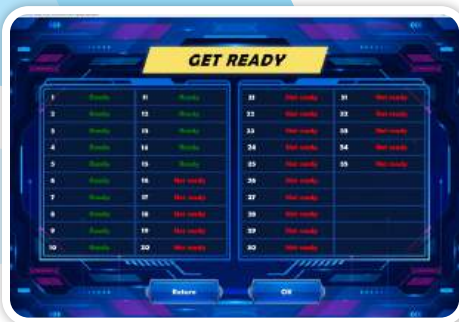 GET READY
1 Ready 11 Ready 21 Not ready 31 Not ready
2 Ready 12 Ready 22 Not ready 32 Not ready
3 Ready 13 Ready 23 Not ready 33 Not ready
4 Ready 14 Ready 24 Not ready 34 Not ready
5 Ready 15 Ready 25 Not ready 35 Not ready
6 Ready 16 Not ready 26 Not ready
7 Ready 17 Not ready 27 Not ready
8 Ready 18 Not ready 28 Not ready
9 Ready 19 Not ready 29 Not ready
10 Ready 20 Not ready 30 Not ready
Return OK